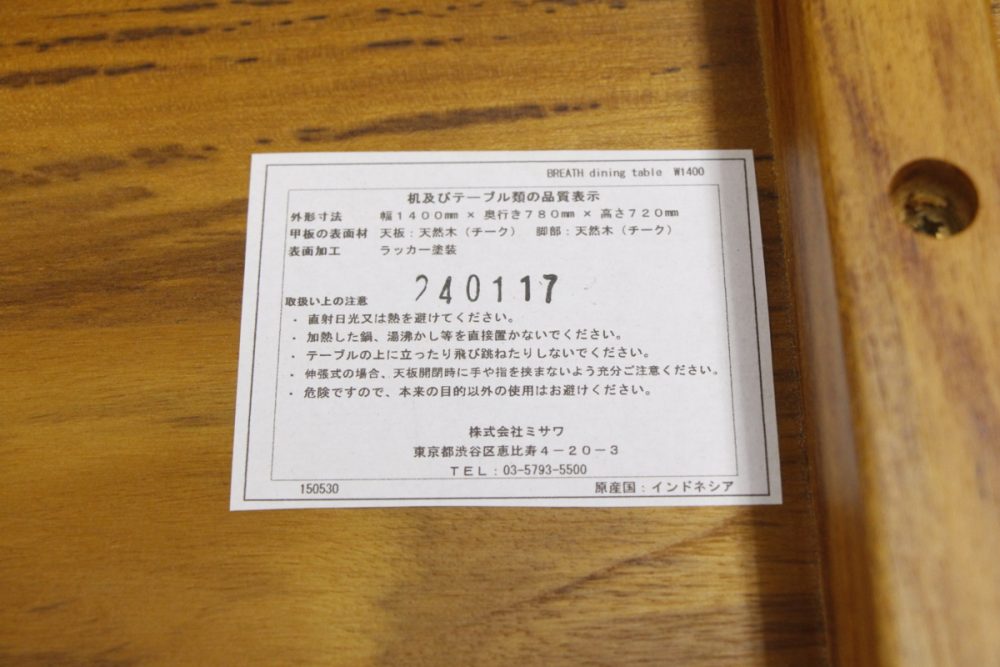 BREATH dining table W1400
机及びテーブル類の品質表示
外形寸法 幅1400㎜ × 奥行き780㎜ × 高さ720㎜
甲板の表面材 天板：天然木（チーク） 脚部：天然木（チーク）
表面加工 ラッカー塗装
240117
取扱い上の注意
・ 直射日光又は熱を避けてください。
・ 加熱した鍋、湯沸かし等を直接置かないでください。
・ テーブルの上に立ったり飛び跳ねたりしないでください。
・ 伸張式の場合、天板開閉時に手や指を挟まないよう充分ご注意ください。
・ 危険ですので、本来の目的以外の使用はお避けください。
株式会社ミサワ
東京都渋谷区恵比寿4－20－3
TEL：03-5793-5500
150530 原産国：インドネシア